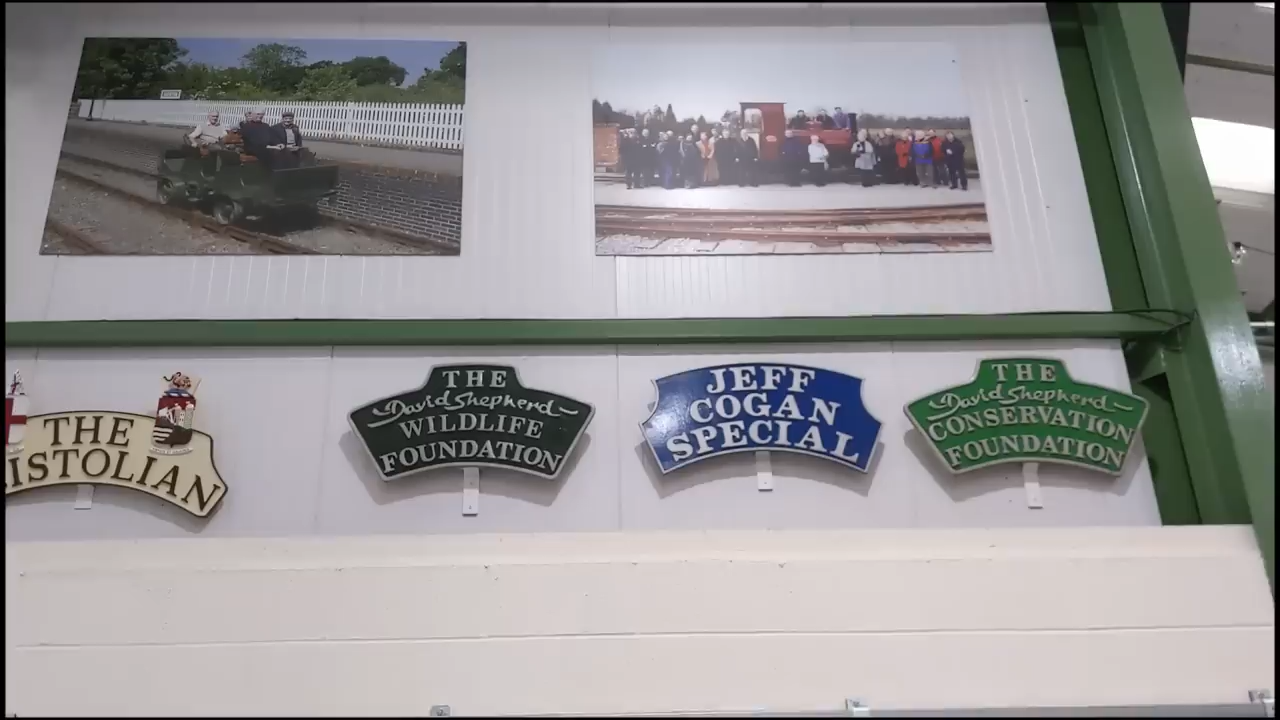 THE
ISTOLIAN
THE
David Shepherd
WILDLIFE
FOUNDATION
JEFF
COGAN
SPECIAL
THE
David Shepherd
CONSERVATION
FOUNDATION